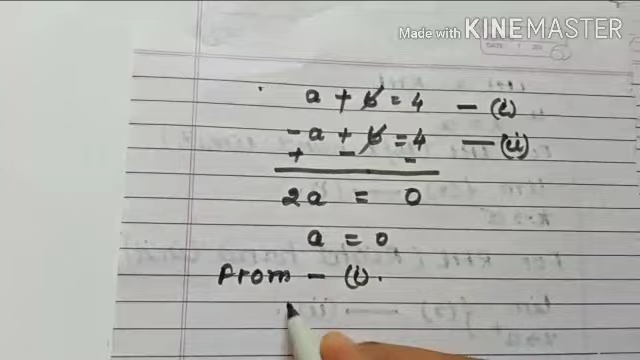 Made with KINEMASTER
a + b = 4 — (i)
-a + b = 4 — (ii)
+ - -
2a = 0
a = 0
From - (i).